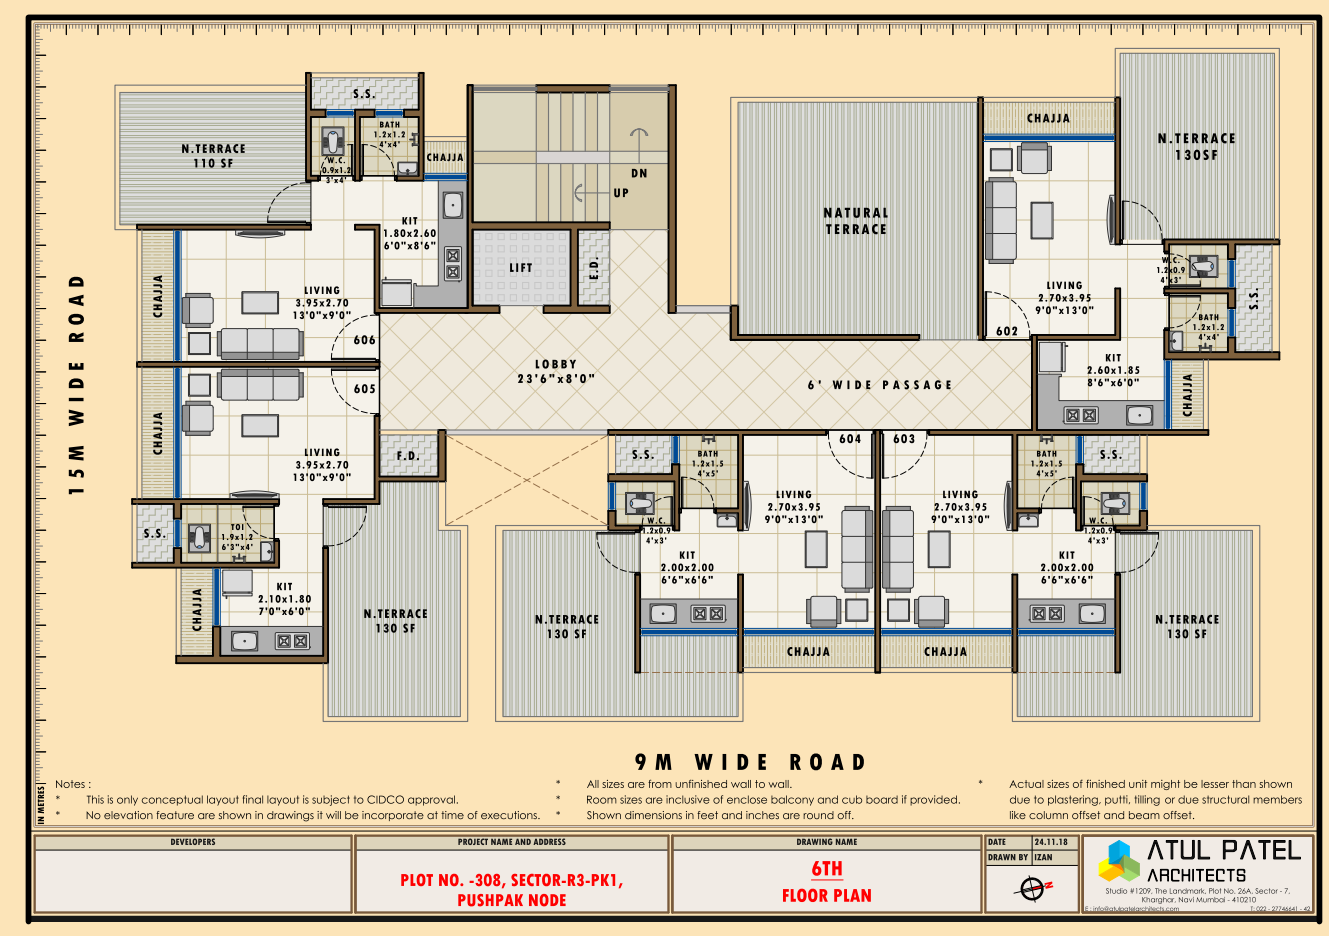 S.S.
N.TERRACE
110 SF
W.C.
0.9x1.2
3'x4'
BATH
1.2x1.2
4'x4'
CHAJJA
KIT
1.80x2.60
6'0"x8'6"
DN
UP
LIFT
E.D.
NATURAL
TERRACE
CHAJJA
N.TERRACE
130SF
LIVING
2.70x3.95
9'0"x13'0"
602
W.C.
1.2x0.9
4'x3'
BATH
1.2x1.2
4'x4'
S.S.
KIT
2.60x1.85
8'6"x6'0"
CHAJJA
15M WIDE ROAD
CHAJJA
LIVING
3.95x2.70
13'0"x9'0"
606
LOBBY
23'6"x8'0"
6' WIDE PASSAGE
605
CHAJJA
LIVING
3.95x2.70
13'0"x9'0"
F.D.
S.S.
TOI
1.9x1.2
6'3"x4'
CHAJJA
KIT
2.10x1.80
7'0"x6'0"
N.TERRACE
130 SF
S.S.
BATH
1.2x1.5
4'x5'
604
603
W.C.
1.2x0.9
4'x3'
LIVING
2.70x3.95
9'0"x13'0"
KIT
2.00x2.00
6'6"x6'6"
N.TERRACE
130 SF
CHAJJA
LIVING
2.70x3.95
9'0"x13'0"
BATH
1.2x1.5
4'x5'
S.S.
W.C.
1.2x0.9
4'x3'
KIT
2.00x2.00
6'6"x6'6"
CHAJJA
N.TERRACE
130 SF
9M WIDE ROAD
IN METRES
Notes :
* This is only conceptual layout final layout is subject to CIDCO approval.
* No elevation feature are shown in drawings it will be incorporate at time of executions.
* All sizes are from unfinished wall to wall.
* Room sizes are inclusive of enclose balcony and cub board if provided.
* Shown dimensions in feet and inches are round off.
* Actual sizes of finished unit might be lesser than shown
due to plastering, putti, tilling or due structural members
like column offset and beam offset.
DEVELOPERS
PROJECT NAME AND ADDRESS
PLOT NO. -308, SECTOR-R3-PK1,
PUSHPAK NODE
DRAWING NAME
6TH
FLOOR PLAN
DATE 24.11.18
DRAWN BY IZAN
ATUL PATEL
ARCHITECTS
Studio #1209, The Landmark, Plot No. 26A, Sector - 7,
Kharghar, Navi Mumbai - 410210
E : info@atulpatelarchitects.com T: 022 - 27746641 - 42